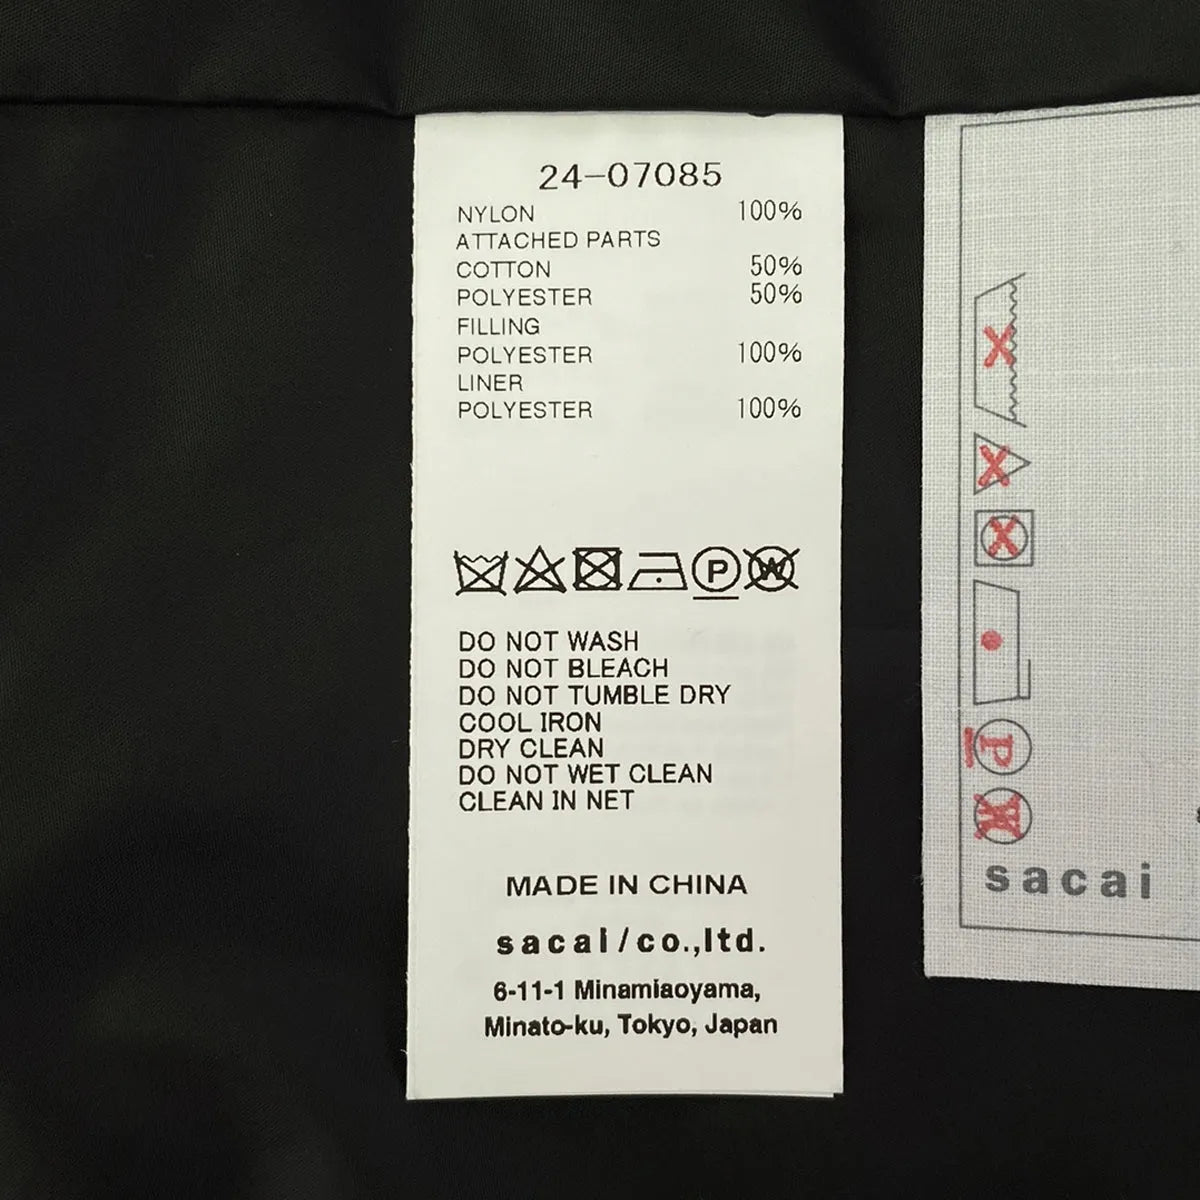 24-07085
NYLON 100%
ATTACHED PARTS
COTTON 50%
POLYESTER 50%
FILLING
POLYESTER 100%
LINER
POLYESTER 100%
P W
DO NOT WASH
DO NOT BLEACH
DO NOT TUMBLE DRY
COOL IRON
DRY CLEAN
DO NOT WET CLEAN
CLEAN IN NET
MADE IN CHINA
sacai/co.,ltd.
6-11-1 Minamiaoyama,
Minato-ku, Tokyo, Japan
P
W
sacai